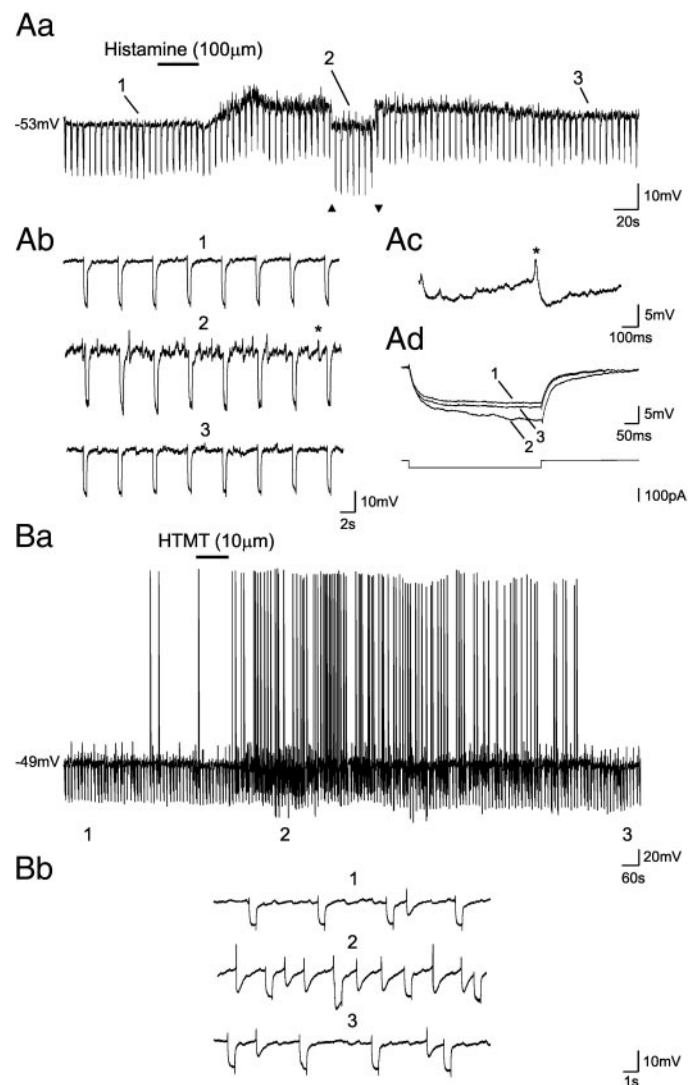 Aa
Histamine (100μm)
1
2
3
-53mV
10mV
20s
Ab
1
2
*
3
10mV
2s
Ac
*
5mV
100ms
Ad
1
3
2
5mV
50ms
100pA
Ba
HTMT (10μm)
-49mV
1 2 3
20mV
60s
Bb
1
2
3
10mV
1s